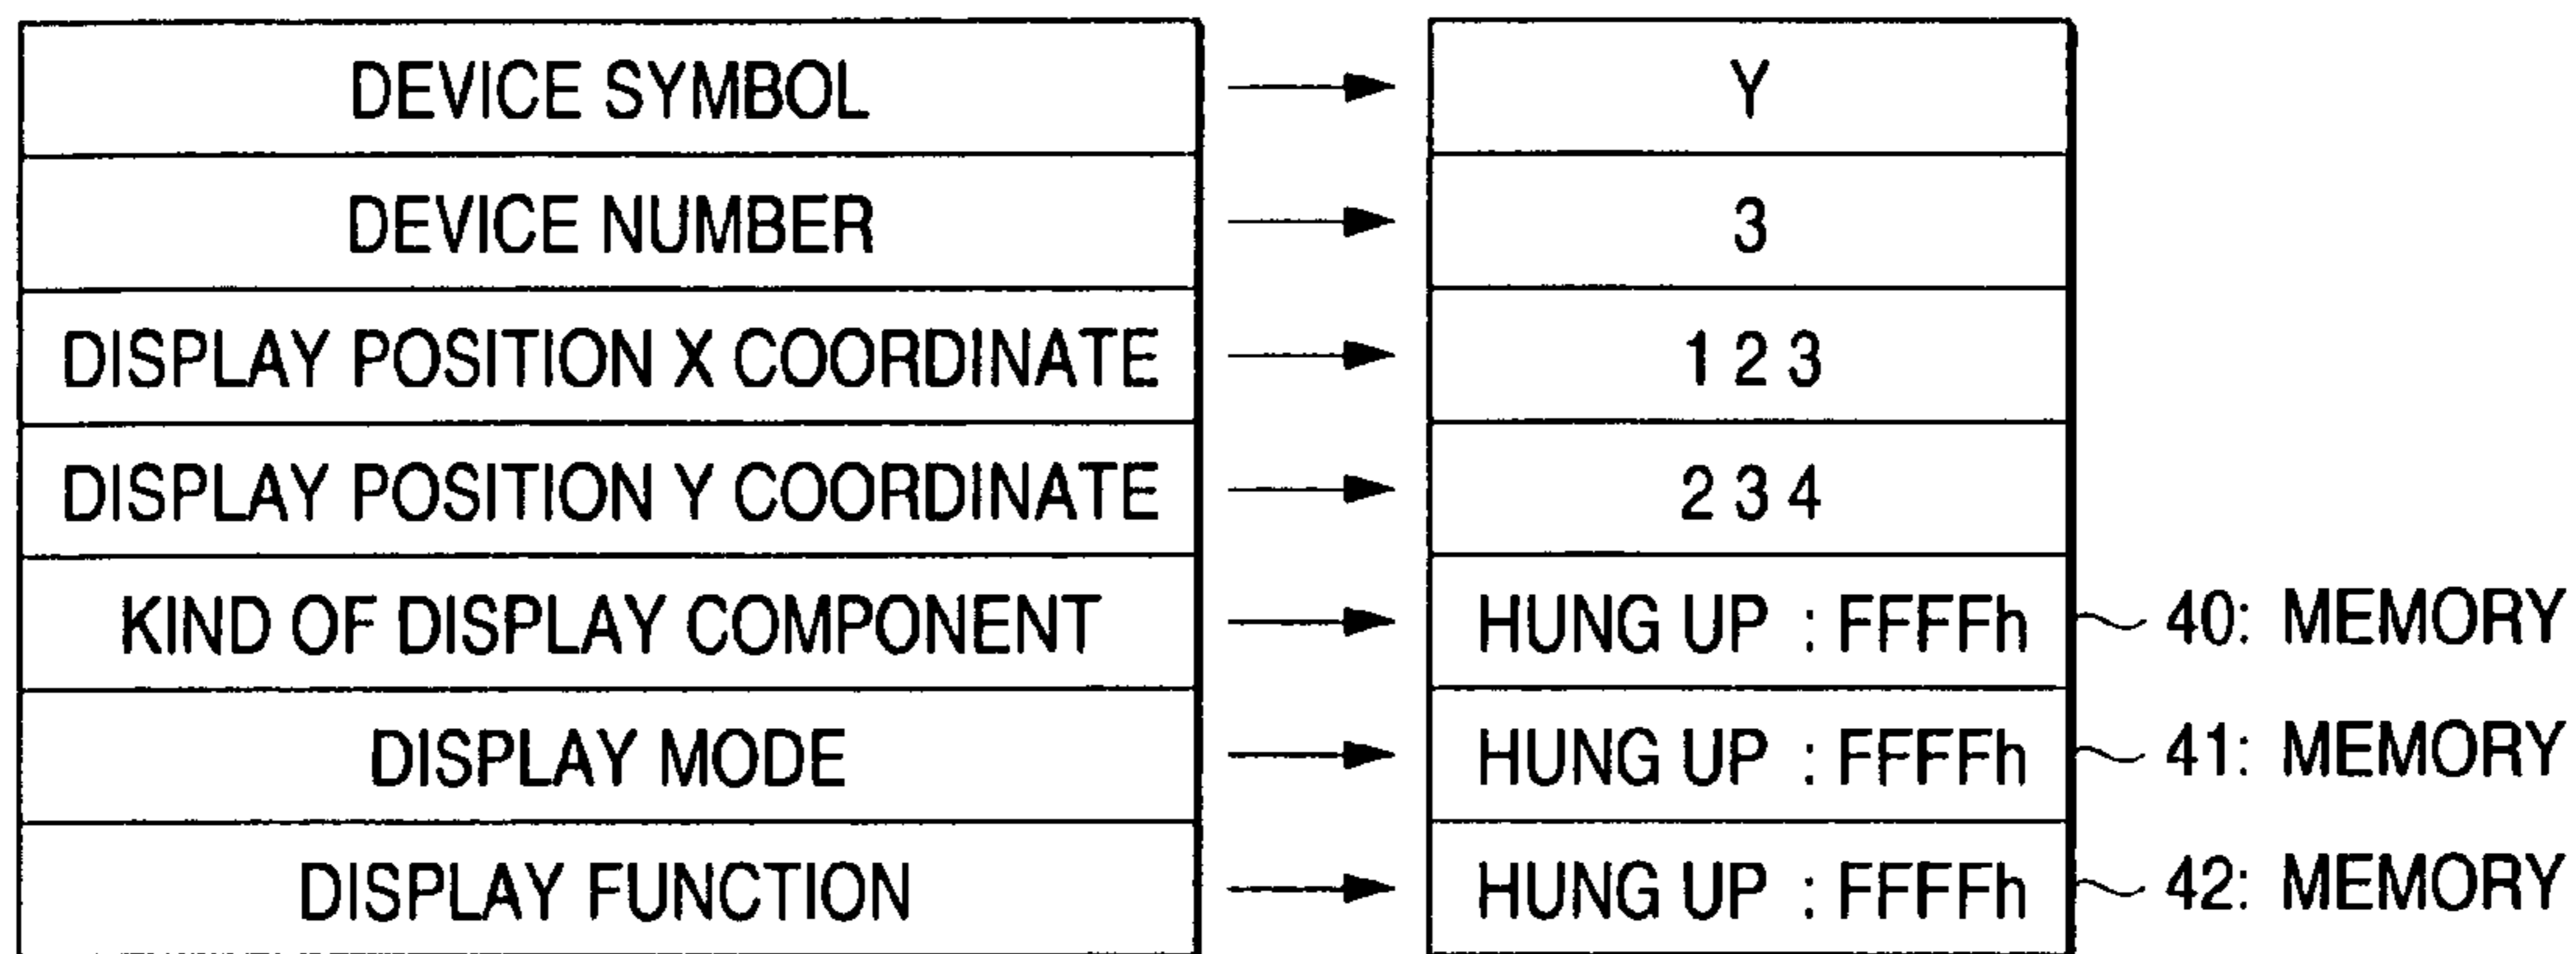 DEVICE SYMBOL Y
DEVICE NUMBER 3
DISPLAY POSITION X COORDINATE 1 2 3
DISPLAY POSITION Y COORDINATE 2 3 4
KIND OF DISPLAY COMPONENT HUNG UP : FFFFh 40: MEMORY
DISPLAY MODE HUNG UP : FFFFh 41: MEMORY
DISPLAY FUNCTION HUNG UP : FFFFh 42: MEMORY